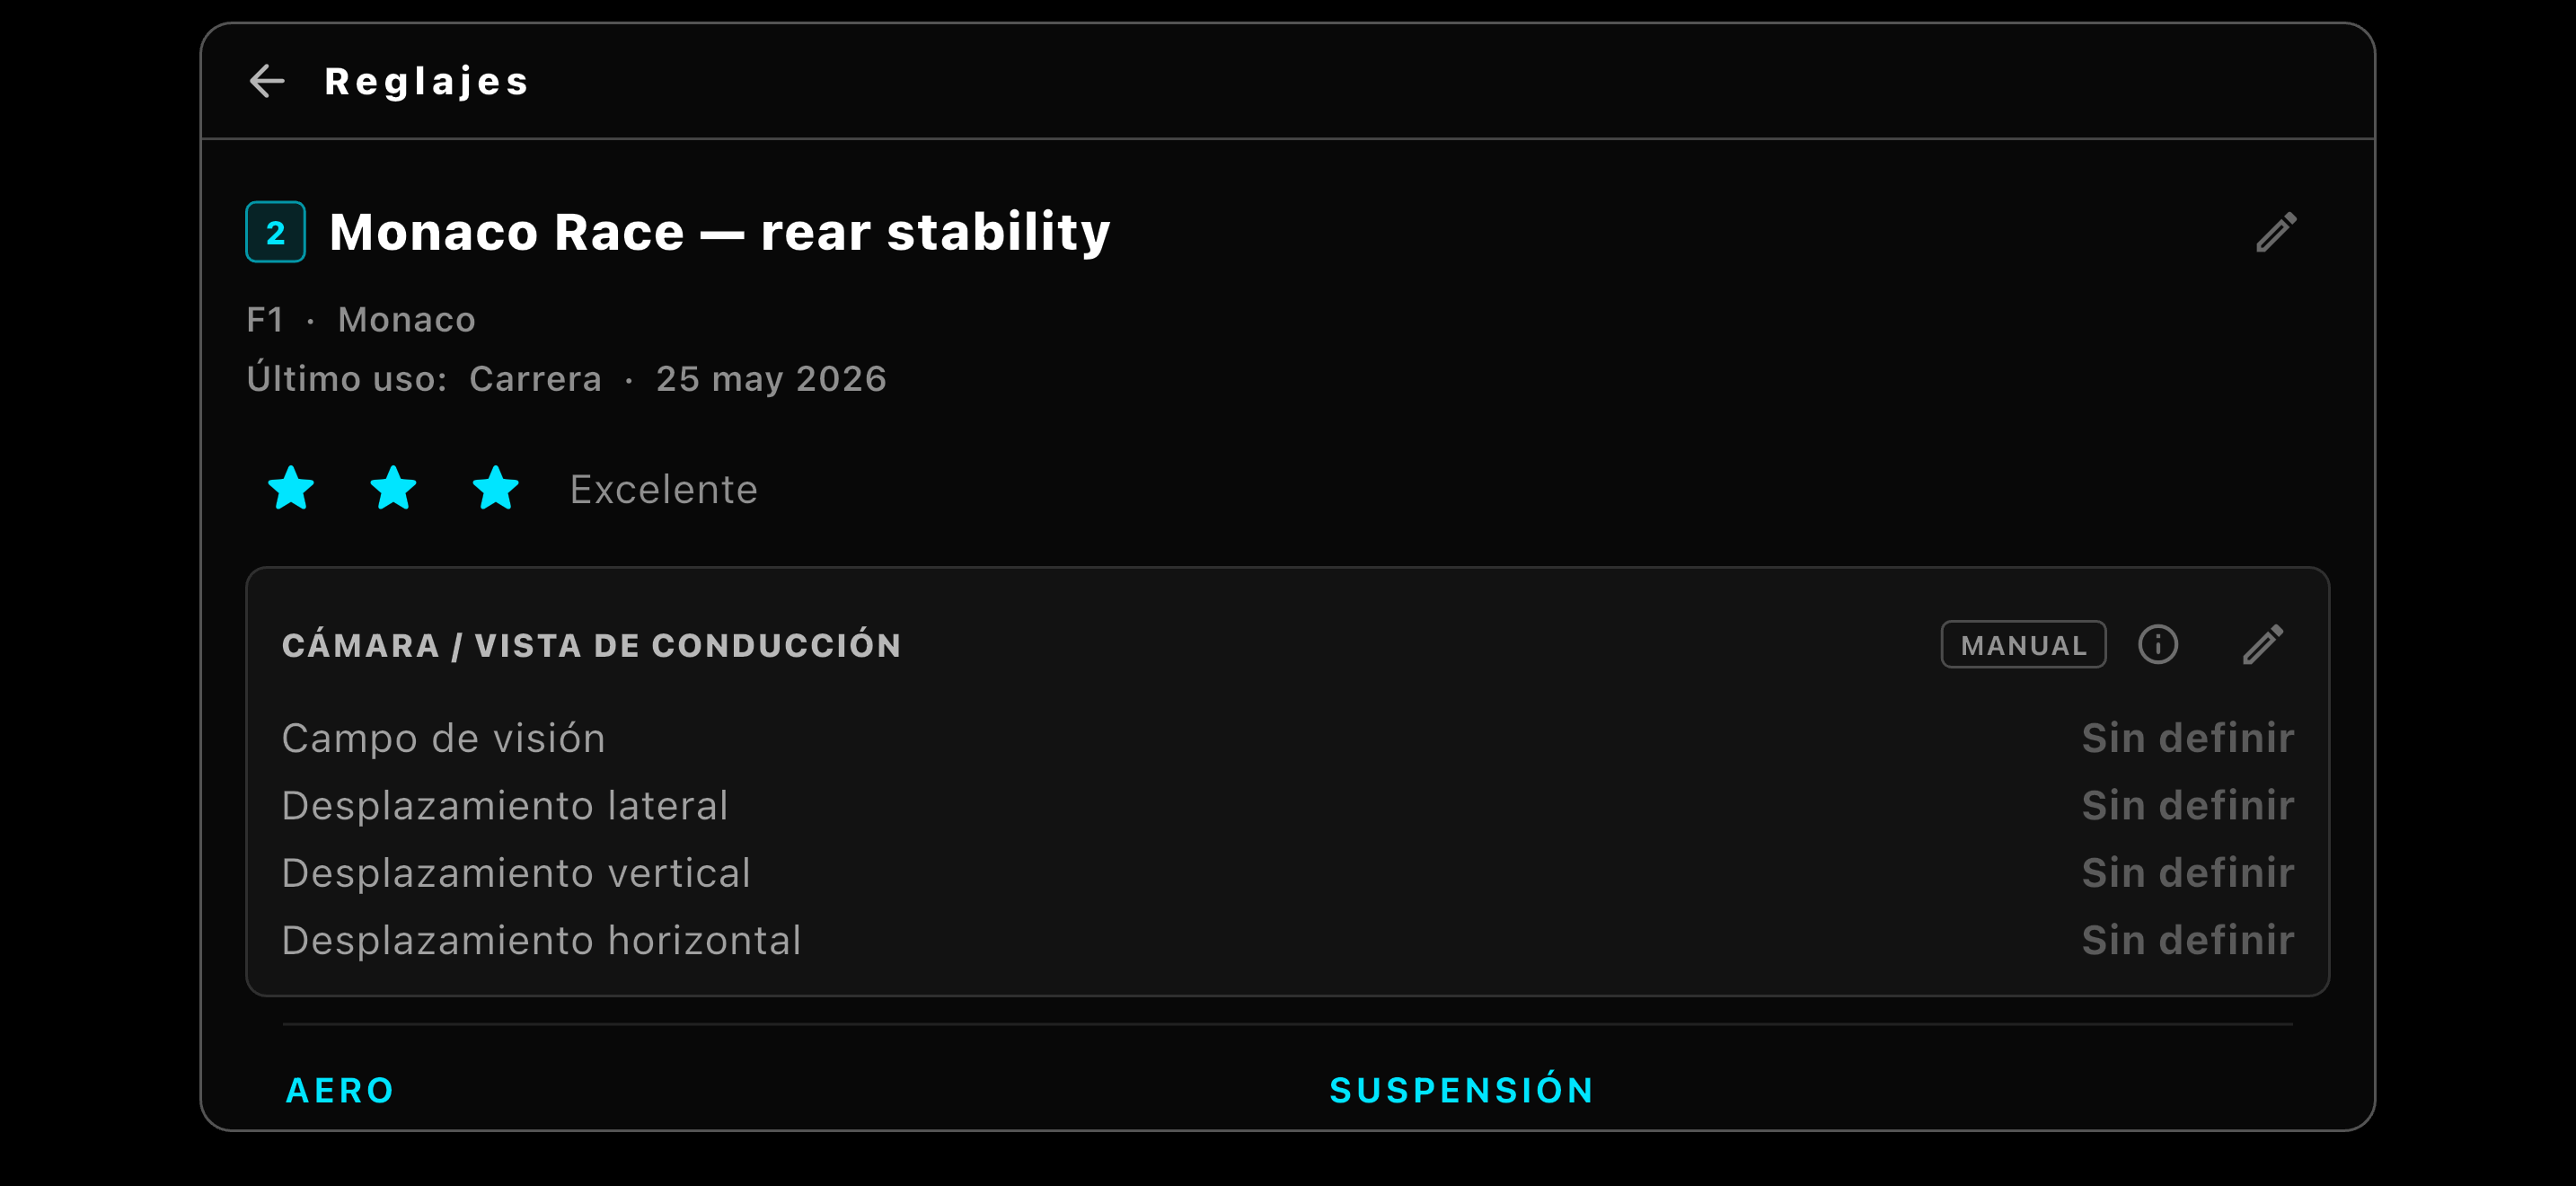 Reglajes
2 Monaco Race — rear stability
F1 · Monaco
Último uso: Carrera · 25 may 2026
Excelente
CÁMARA / VISTA DE CONDUCCIÓN MANUAL
Campo de visión Sin definir
Desplazamiento lateral Sin definir
Desplazamiento vertical Sin definir
Desplazamiento horizontal Sin definir
AERO SUSPENSIÓN